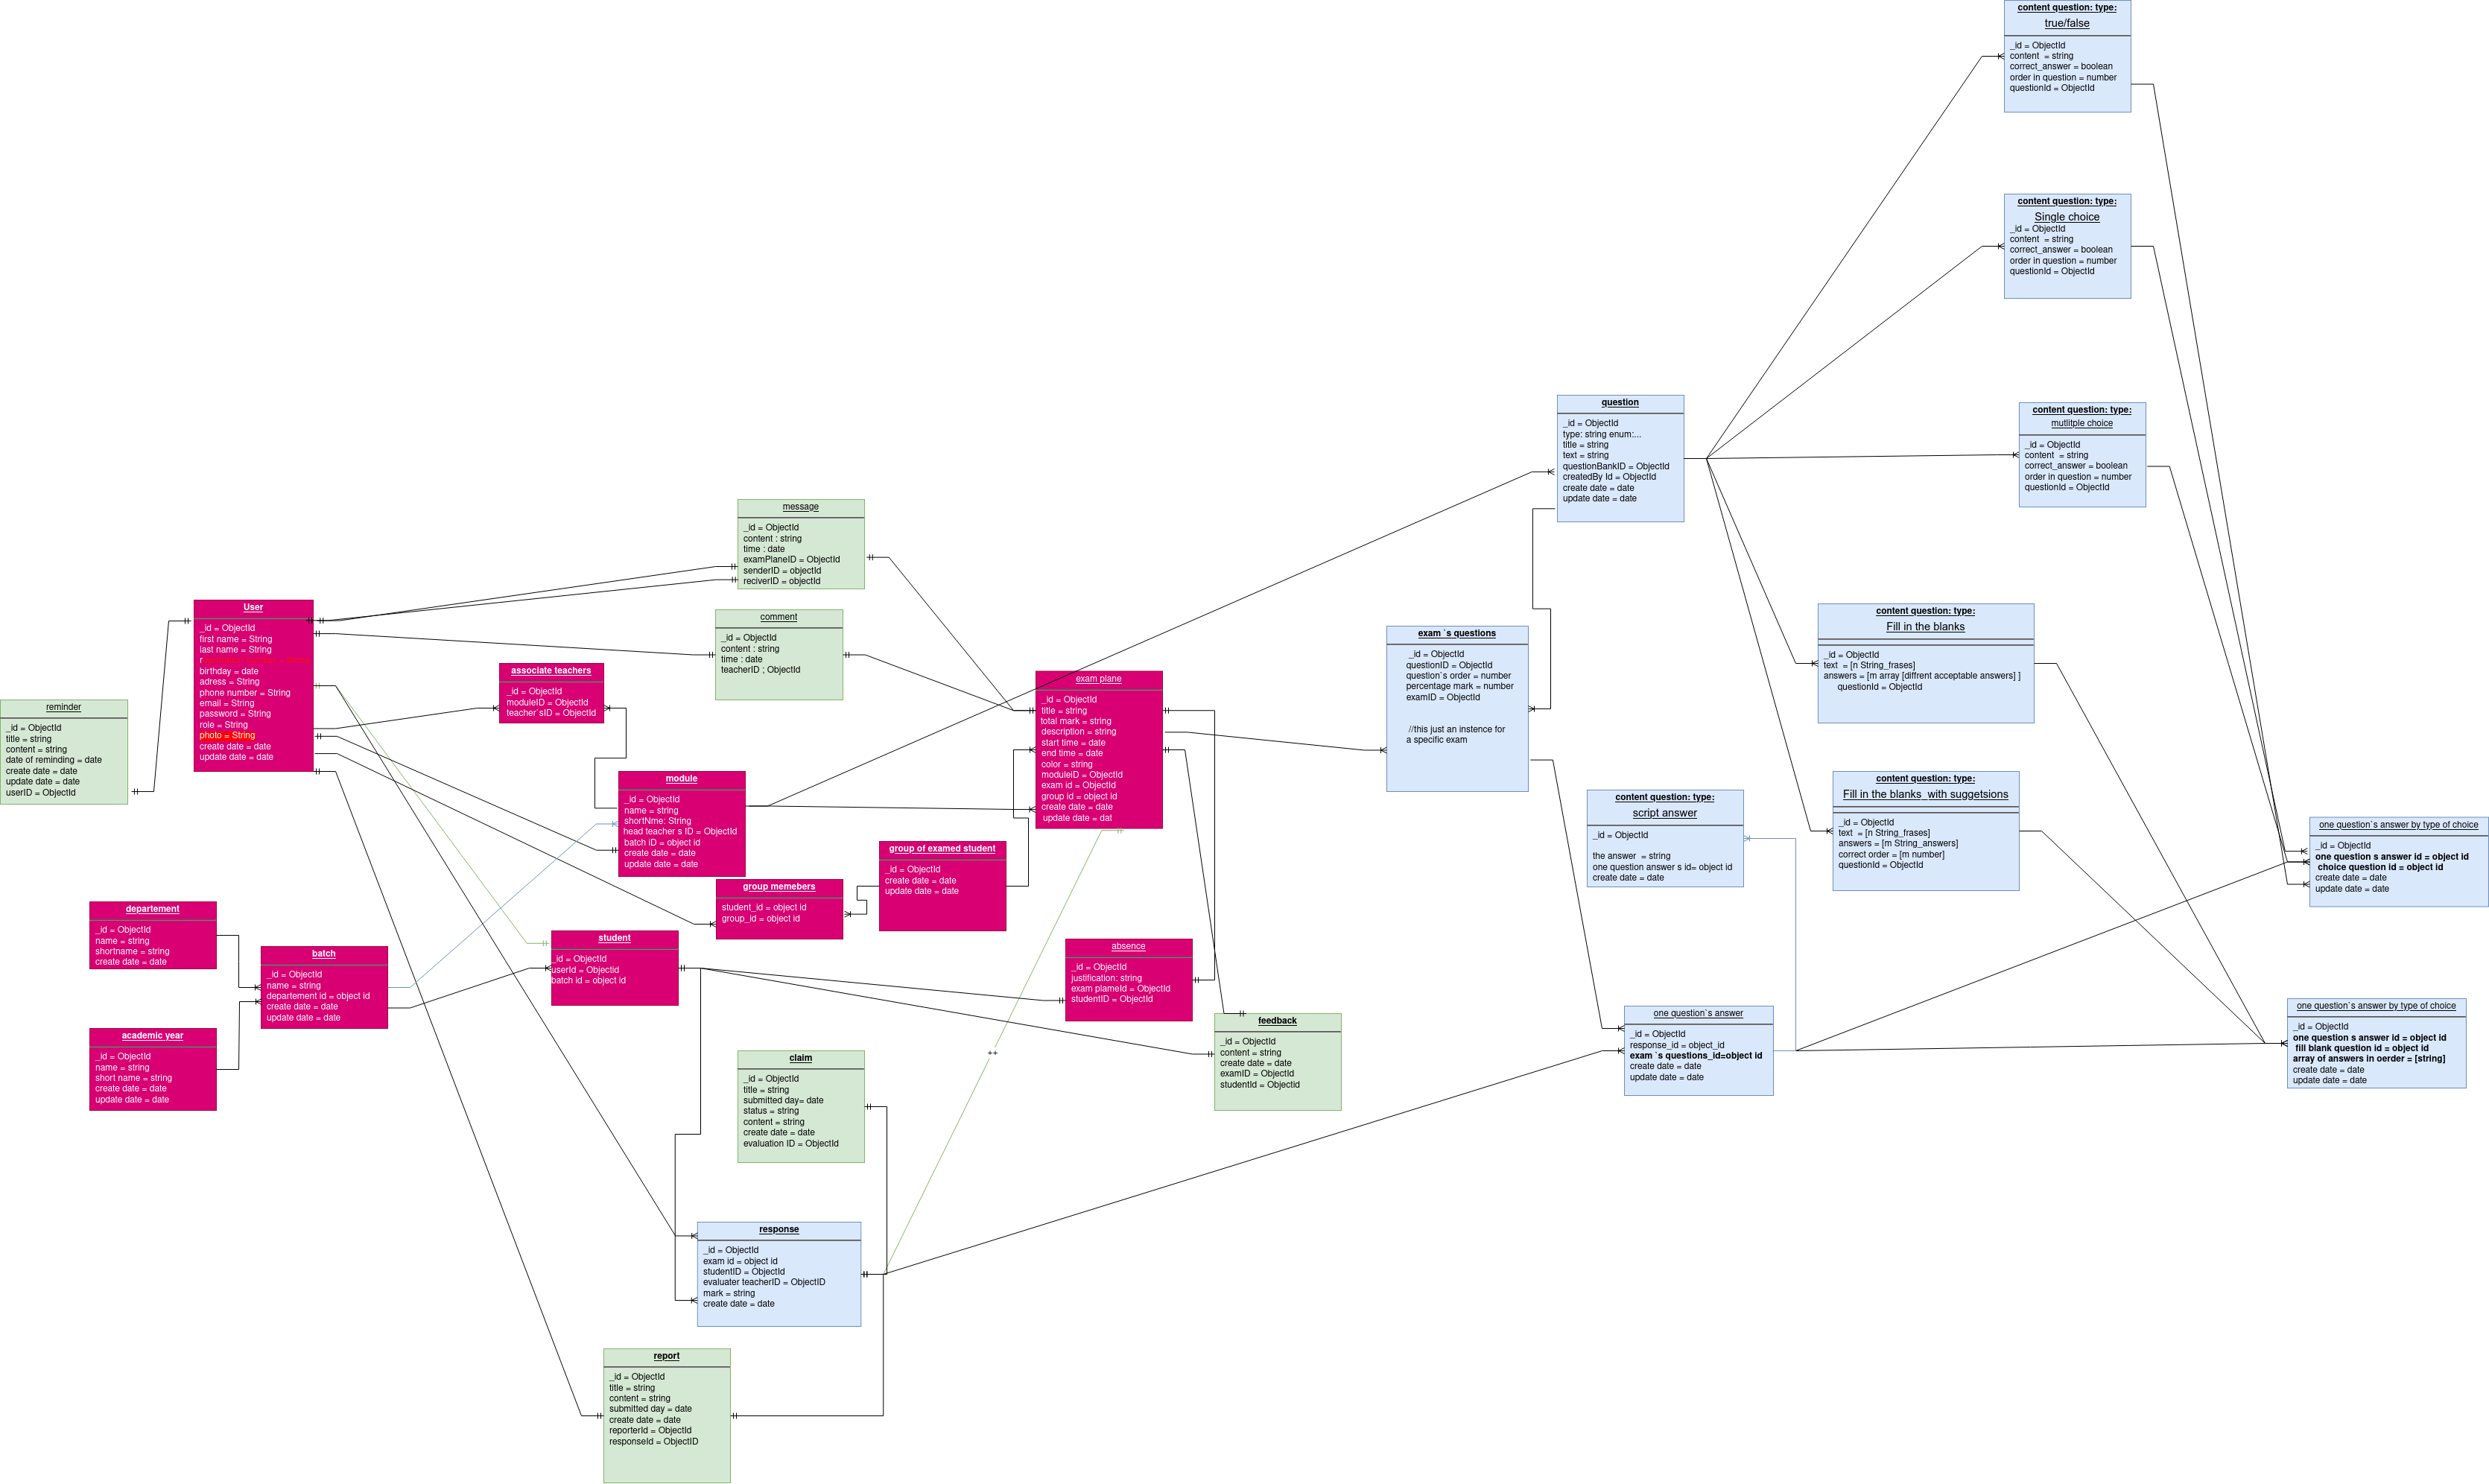 content question: type:
true/false
_id = ObjectId
content  = string
correct_answer = boolean
order in question = number
questionId = ObjectId
content question: type:
Single choice
_id = ObjectId
content  = string
correct_answer = boolean
order in question = number
questionId = ObjectId
question
_id = ObjectId
type: string enum:...
title = string
text = string
questionBankID = ObjectId
createdBy Id = ObjectId
create date = date
update date = date
content question: type:
mutlitple choice
_id = ObjectId
content  = string
correct_answer = boolean
order in question = number
questionId = ObjectId
message
_id = ObjectId
content : string
time : date
examPlaneID = ObjectId
senderID = objectId
reciverID = objectId
User
_id = ObjectId
first name = String
last name = String
r
birthday = date
adress = String
phone number = String
email = String
password = String
role = String
photo = String
create date = date
update date = date
comment
_id = ObjectId
content : string
time : date
teacherID ; ObjectId
content question: type:
Fill in the blanks
_id = ObjectId
text  = [n String_frases]
answers = [m array [diffrent acceptable answers] ]
questionId = ObjectId
exam `s questions
_id = ObjectId
questionID = ObjectId
question`s order = number
percentage mark = number
examID = ObjectId
//this just an instence for
a specific exam
associate teachers
_id = ObjectId
moduleID = ObjectId
teacher`sID = ObjectId
exam plane
_id = ObjectId
title = string
total mark = string
description = string
start time = date
end time = date
color = string
moduleID = ObjectId
exam id = ObjectId
group id = object id
create date = date
update date = dat
reminder
_id = ObjectId
title = string
content = string
date of reminding = date
create date = date
update date = date
userID = ObjectId
module
_id = ObjectId
name = string
shortNme: String
head teacher s ID = ObjectId
batch iD = object id
create date = date
update date = date
content question: type:
script answer
_id = ObjectId
the answer  = string
one question answer s id= object id
create date = date
content question: type:
Fill in the blanks  with suggetsions
_id = ObjectId
text  = [n String_frases]
answers = [m String_answers]
correct order = [m number]
questionId = ObjectId
one question`s answer by type of choice
_id = ObjectId
one question s answer id = object id
choice question id = object id
create date = date
update date = date
group of examed student
_id = ObjectId
create date = date
update date = date
group memebers
student_id = object id
group_id = object id
departement
_id = ObjectId
name = string
shortname = string
create date = date
batch
_id = ObjectId
name = string
departement id = object id
create date = date
update date = date
student
_id = ObjectId
userId = Objectid
batch id = object id
absence
_id = ObjectId
justification: string
exam plameId = ObjectId
studentID = ObjectId
academic year
_id = ObjectId
name = string
short name = string
create date = date
update date = date
feedback
_id = ObjectId
content = string
create date = date
examID = ObjectId
studentId = Objectid
one question`s answer
_id = ObjectId
response_id = object_id
exam `s questions_id=object id
create date = date
update date = date
one question`s answer by type of choice
_id = ObjectId
one question s answer id = object id
fill blank question id = object id
array of answers in oerder = [string]
create date = date
update date = date
++
claim
_id = ObjectId
title = string
submitted day= date
status = string
content = string
create date = date
evaluation ID = ObjectId
response
_id = ObjectId
exam id = object id
studentID = ObjectId
evaluater teacherID = ObjectID
mark = string
create date = date
report
_id = ObjectId
title = string
content = string
submitted day = date
create date = date
reporterId = ObjectId
responseId = ObjectID